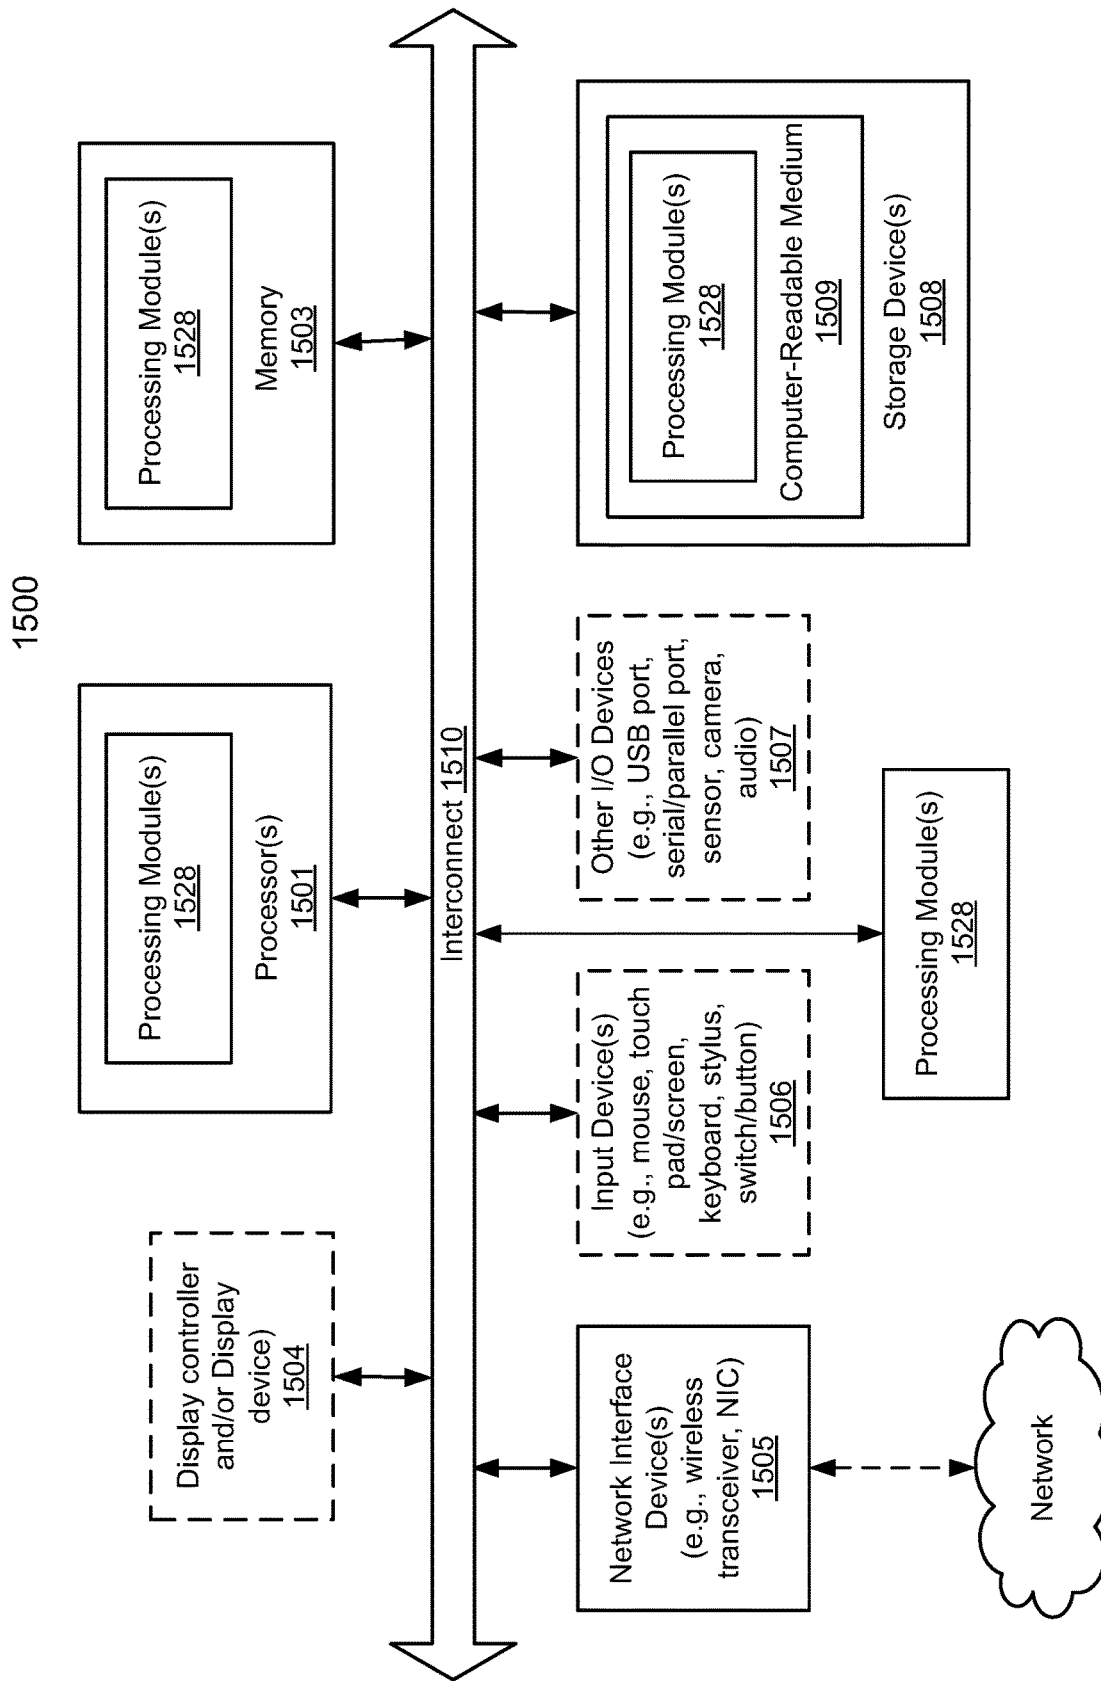 1500
Display controller
and/or Display
device)
1504
Processing Module(s)
1528
Processor(s)
1501
Processing Module(s)
1528
Memory
1503
Interconnect 1510
Network Interface
Device(s)
(e.g., wireless
transceiver, NIC)
1505
Input Device(s)
(e.g., mouse, touch
pad/screen,
keyboard, stylus,
switch/button)
1506
Other I/O Devices
(e.g., USB port,
serial/parallel port,
sensor, camera,
audio)
1507
Processing Module(s)
1528
Computer-Readable Medium
1509
Storage Device(s)
1508
Network
Processing Module(s)
1528